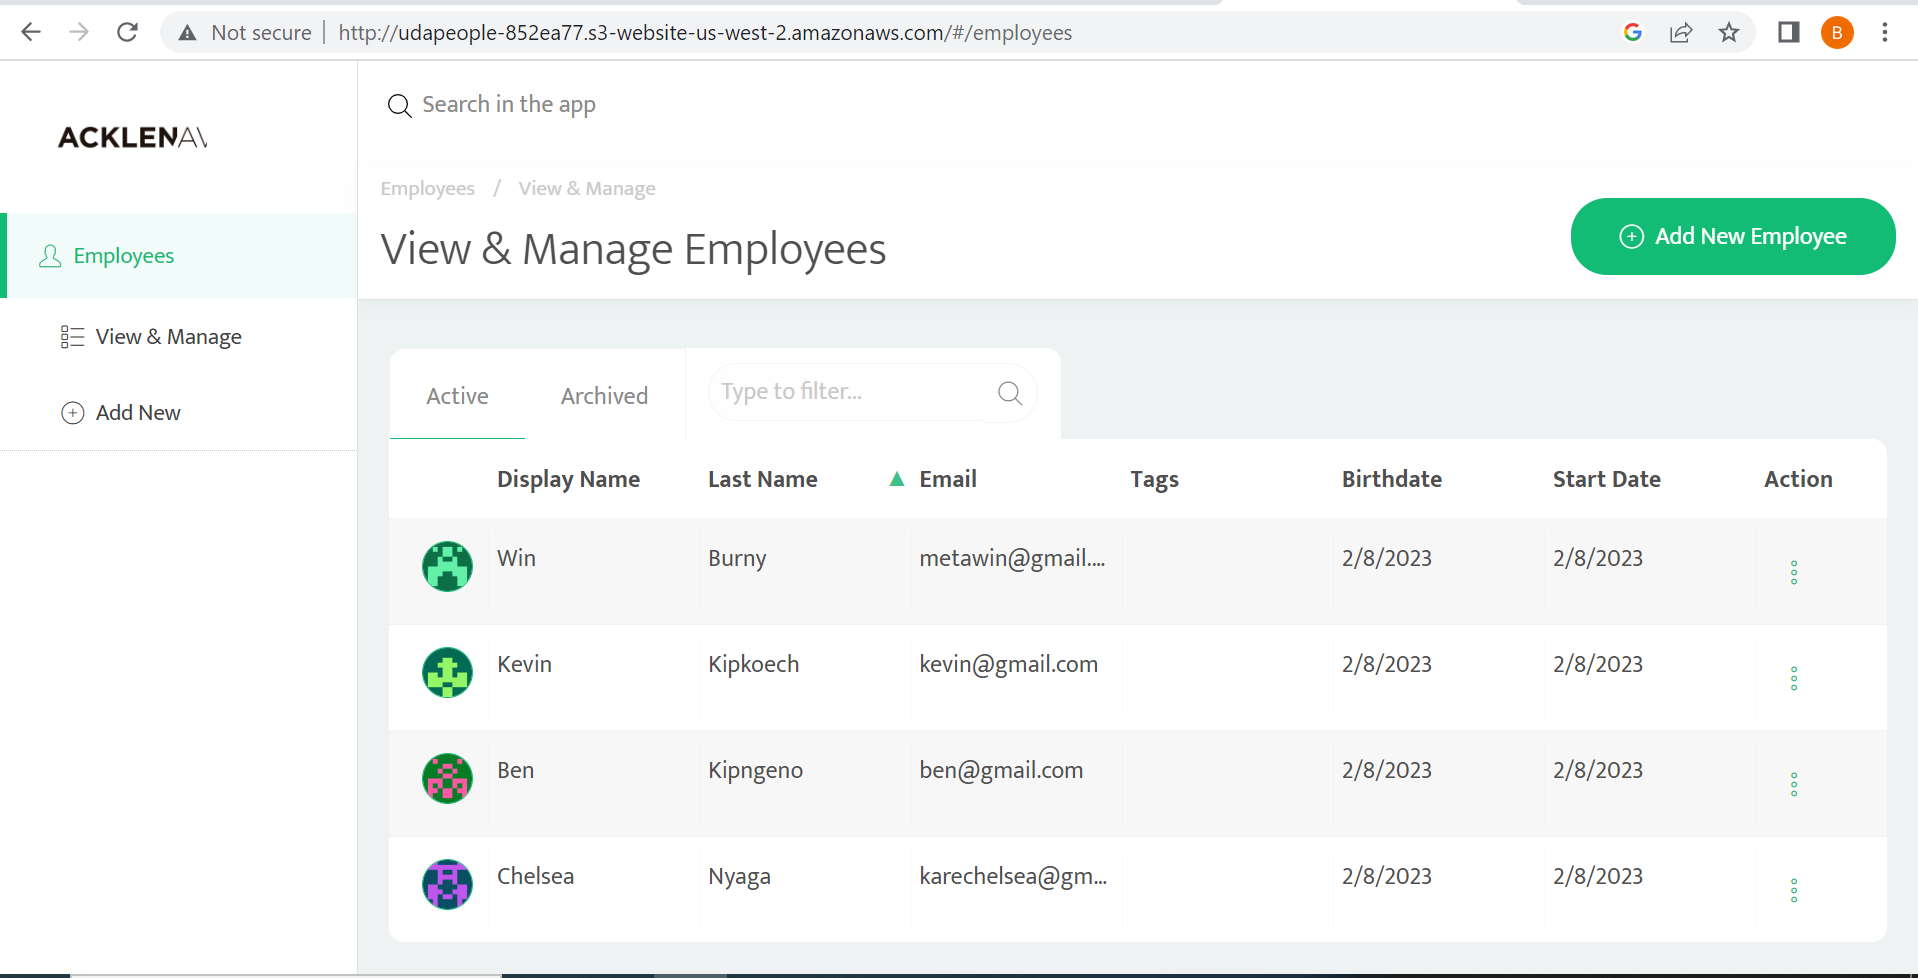 Not secure | http://udapeople-852ea77.s3-website-us-west-2.amazonaws.com/#/employees
B
Search in the app
ACKLENAV
Employees / View & Manage
View & Manage Employees
Add New Employee
Employees
View & Manage
Add New
Active Archived Type to filter...
Display Name Last Name ▲ Email Tags Birthdate Start Date Action
Win Burny metawin@gmail.... 2/8/2023 2/8/2023
Kevin Kipkoech kevin@gmail.com 2/8/2023 2/8/2023
Ben Kipngeno ben@gmail.com 2/8/2023 2/8/2023
Chelsea Nyaga karechelsea@gm... 2/8/2023 2/8/2023